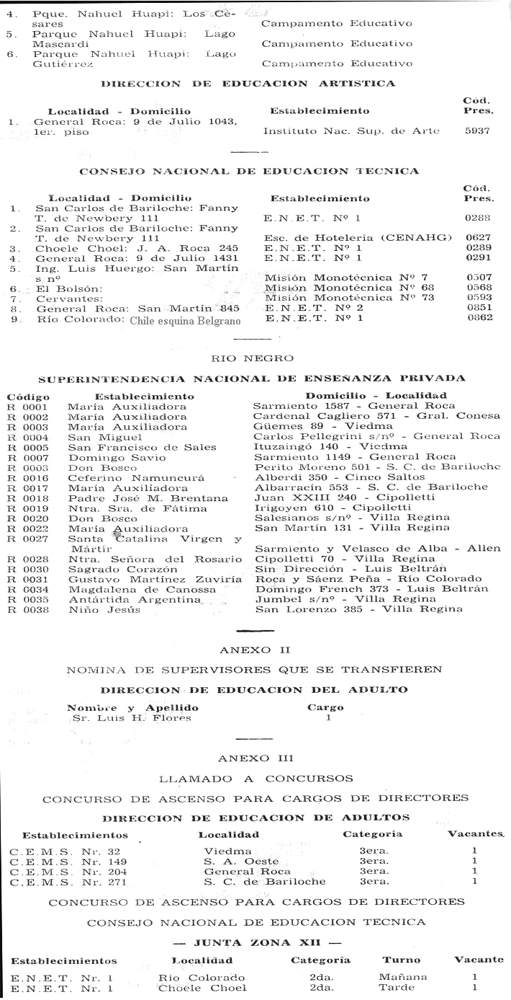 4. Pque. Nahuel Huapi: Los Cé-
sares Campamento Educativo
5. Parque Nahuel Huapi: Lago
Mascardi Campamento Educativo
6. Parque Nahuel Huapi: Lago
Gutiérrez Campamento Educativo
DIRECCION DE EDUCACION ARTISTICA
Cód.
Localidad - Domicilio Establecimiento Pres.
1. General Roca: 9 de Julio 1043,
1er. piso Instituto Nac. Sup. de Arte 5937
CONSEJO NACIONAL DE EDUCACION TECNICA
Cód.
Localidad - Domicilio Establecimiento Pres.
1. San Carlos de Bariloche: Fanny
T. de Newbery 111 E.N.E.T. Nº 1 0288
2. San Carlos de Bariloche: Fanny
T. de Newbery 111 Esc. de Hotelería (CENAHG) 0627
3. Choele Choel: J. A. Roca 245 E.N.E.T. Nº 1 0289
4. General Roca: 9 de Julio 1431 E.N.E.T. Nº 1 0291
5. Ing. Luis Huergo: San Martín
s/nº Misión Monotécnica Nº 7 0507
6. El Bolsón: Misión Monotécnica Nº 68 0568
7. Cervantes: Misión Monotécnica Nº 73 0593
8. General Roca: San Martín 845 E.N.E.T. Nº 2 0851
9. Río Colorado: Chile esquina Belgrano E.N.E.T. Nº 1 0862
RIO NEGRO
SUPERINTENDENCIA NACIONAL DE ENSEÑANZA PRIVADA
Código Establecimiento Domicilio - Localidad
R 0001 María Auxiliadora Sarmiento 1587 - General Roca
R 0002 María Auxiliadora Cardenal Cagliero 571 - Gral. Conesa
R 0003 María Auxiliadora Güemes 89 - Viedma
R 0004 San Miguel Carlos Pellegrini s/nº - General Roca
R 0005 San Francisco de Sales Ituzaingó 140 - Viedma
R 0007 Domingo Savio Sarmiento 1149 - General Roca
R 0008 Don Bosco Perito Moreno 501 - S. C. de Bariloche
R 0016 Ceferino Namuncurá Alberdi 350 - Cinco Saltos
R 0017 María Auxiliadora Albarracín 553 - S. C. de Bariloche
R 0018 Padre José M. Brentana Juan XXIII 240 - Cipolletti
R 0019 Ntra. Sra. de Fátima Irigoyen 610 - Cipolletti
R 0020 Don Bosco Salesianos s/nº - Villa Regina
R 0022 María Auxiliadora San Martín 131 - Villa Regina
R 0027 Santa Catalina Virgen y
Mártir Sarmiento y Velasco de Alba - Allen
R 0028 Ntra. Señora del Rosario Cipolletti 70 - Villa Regina
R 0030 Sagrado Corazón Sin Dirección - Luis Beltrán
R 0031 Gustavo Martínez Zuviría Roca y Sáenz Peña - Río Colorado
R 0034 Magdalena de Canossa Domingo French 373 - Luis Beltrán
R 0035 Antártida Argentina Jumbel s/nº - Villa Regina
R 0038 Niño Jesús San Lorenzo 385 - Villa Regina
ANEXO II
NOMINA DE SUPERVISORES QUE SE TRANSFIEREN
DIRECCION DE EDUCACION DEL ADULTO
Nombre y Apellido Cargo
Sr. Luis H. Flores 1
ANEXO III
LLAMADO A CONCURSOS
CONCURSO DE ASCENSO PARA CARGOS DE DIRECTORES
DIRECCION DE EDUCACION DE ADULTOS
Establecimientos Localidad Categoría Vacantes
C.E.M.S. Nr. 32 Viedma 3era. 1
C.E.M.S. Nr. 149 S. A. Oeste 3era. 1
C.E.M.S. Nr. 204 General Roca 3era. 1
C.E.M.S. Nr. 271 S. C. de Bariloche 3era. 1
CONCURSO DE ASCENSO PARA CARGOS DE DIRECTORES
CONSEJO NACIONAL DE EDUCACION TECNICA
— JUNTA ZONA XII —
Establecimientos Localidad Categoría Turno Vacante
E.N.E.T. Nr. 1 Río Colorado 2da. Mañana 1
E.N.E.T. Nr. 1 Choele Choel 2da. Tarde 1